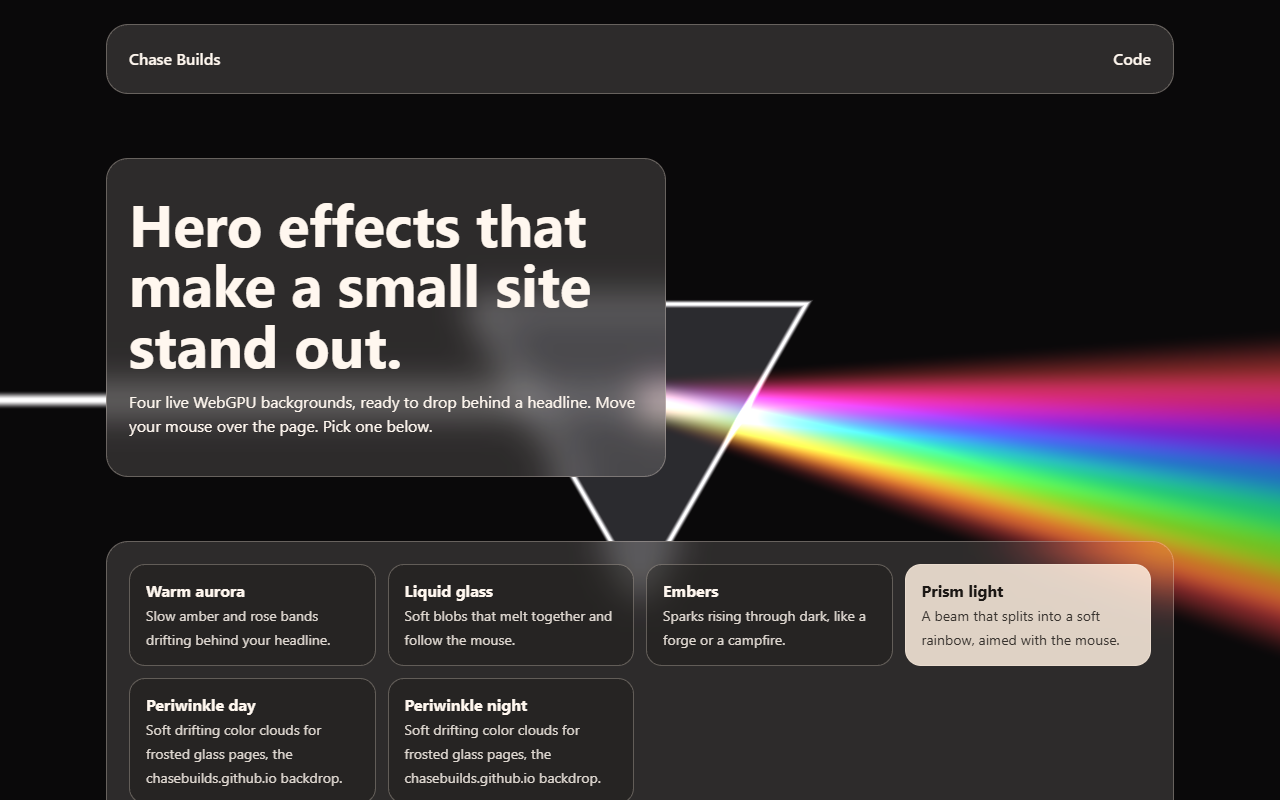 Chase Builds
Code
Hero effects that
make a small site
stand out.
Four live WebGPU backgrounds, ready to drop behind a headline. Move
your mouse over the page. Pick one below.
Warm aurora
Slow amber and rose bands
drifting behind your headline.
Liquid glass
Soft blobs that melt together and
follow the mouse.
Embers
Sparks rising through dark, like a
forge or a campfire.
Prism light
A beam that splits into a soft
rainbow, aimed with the mouse.
Periwinkle day
Soft drifting color clouds for
frosted glass pages, the
chasebuilds.github.io backdrop.
Periwinkle night
Soft drifting color clouds for
frosted glass pages, the
chasebuilds.github.io backdrop.